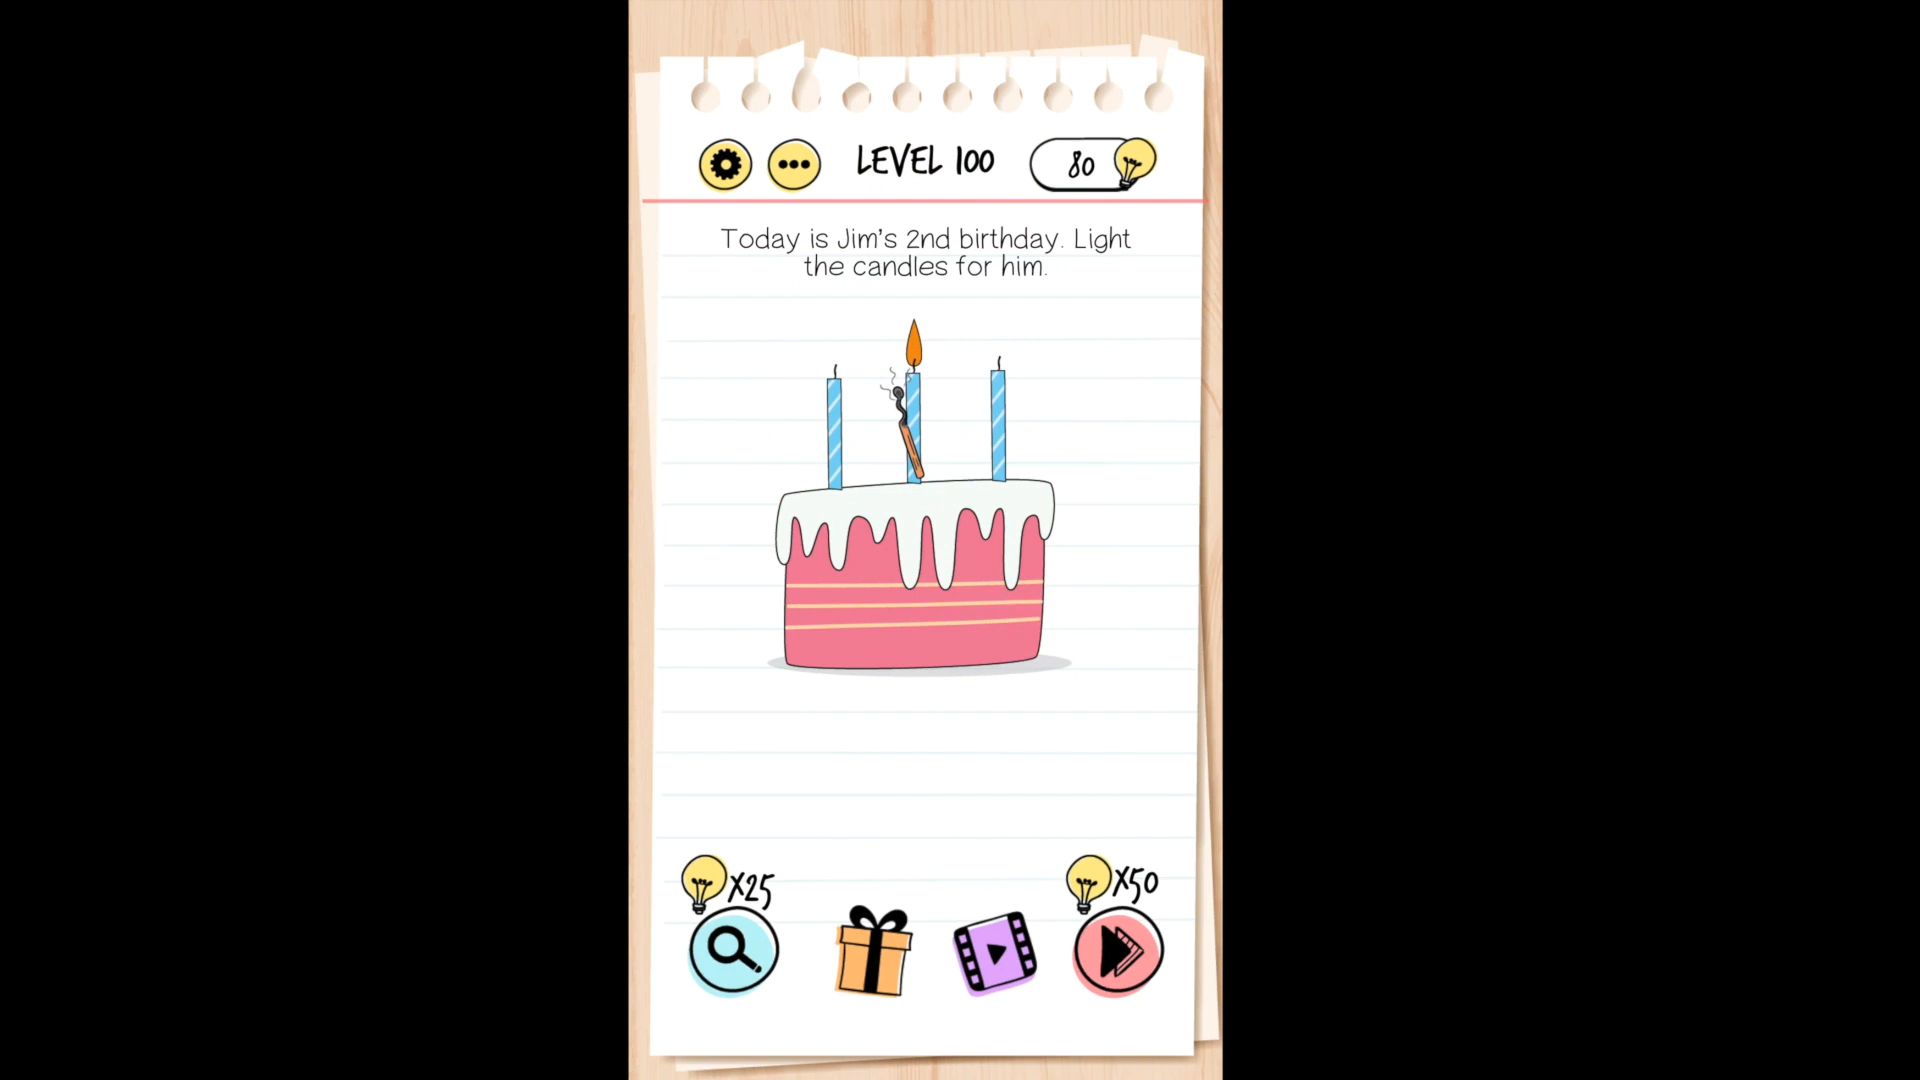 LEVEL 100
80
Today is Jim's 2nd birthday. Light
the candles for him.
X25
X50